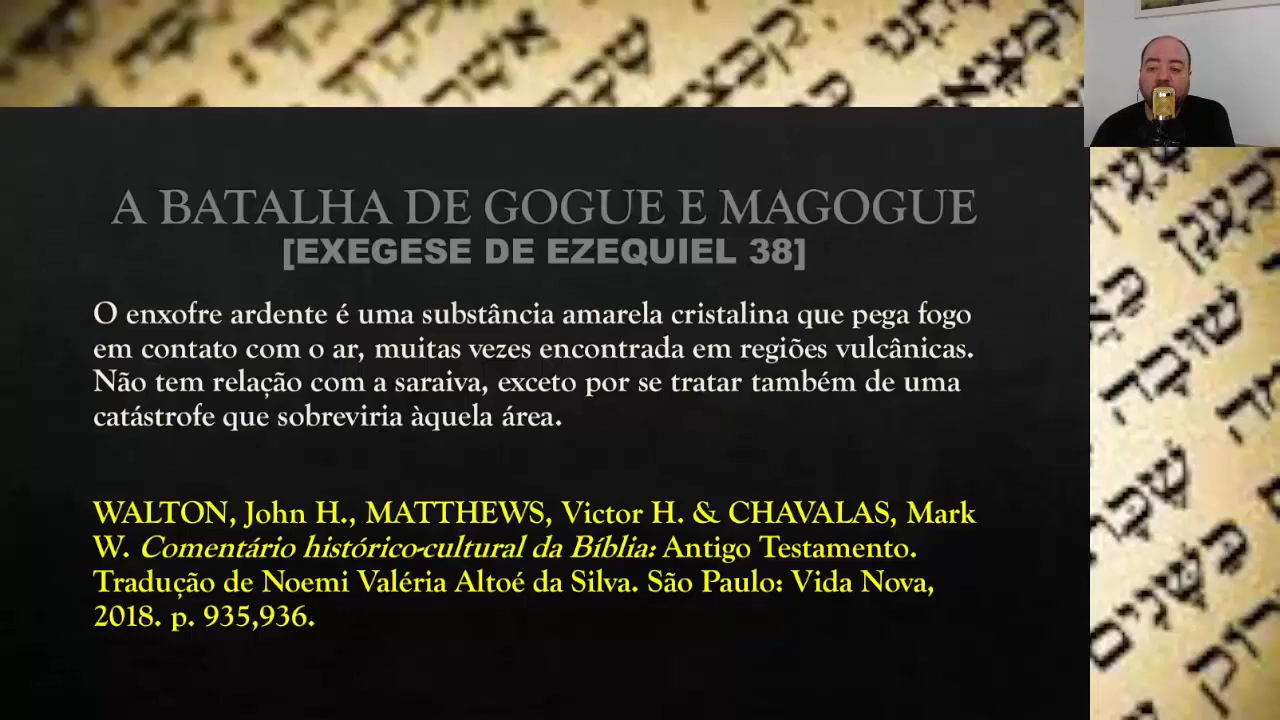 A BATALHA DE GOGUE E MAGOGUE
[EXEGESE DE EZEQUIEL 38]
O enxofre ardente é uma substância amarela cristalina que pega fogo
em contato com o ar, muitas vezes encontrada em regiões vulcânicas.
Não tem relação com a saraiva, exceto por se tratar também de uma
catástrofe que sobreviria àquela área.
WALTON, John H., MATTHEWS, Victor H. & CHAVALAS, Mark
W. Comentário histórico-cultural da Bíblia: Antigo Testamento.
Tradução de Noemi Valéria Altoé da Silva. São Paulo: Vida Nova,
2018. p. 935,936.